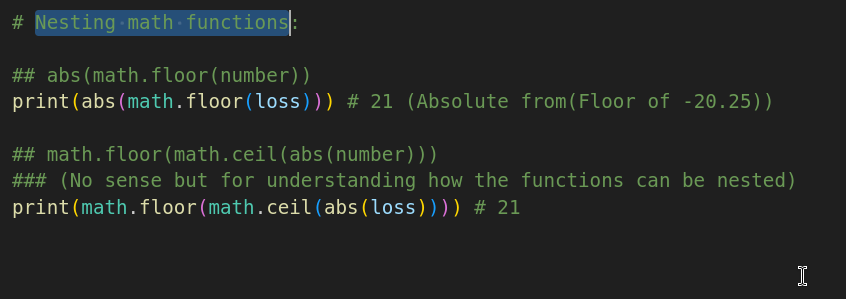 # Nesting math functions:
## abs(math.floor(number))
print(abs(math.floor(loss))) # 21 (Absolute from(Floor of -20.25))
## math.floor(math.ceil(abs(number)))
### (No sense but for understanding how the functions can be nested)
print(math.floor(math.ceil(abs(loss)))) # 21